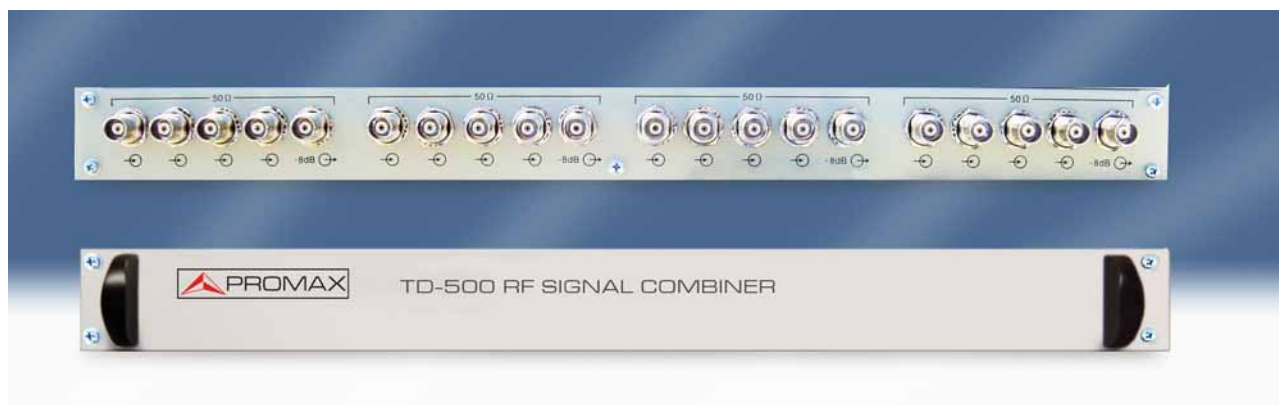 50 Ω 50 Ω 50 Ω 50 Ω
-8dB -8dB -8dB -8dB
PROMAX TD-500 RF SIGNAL COMBINER